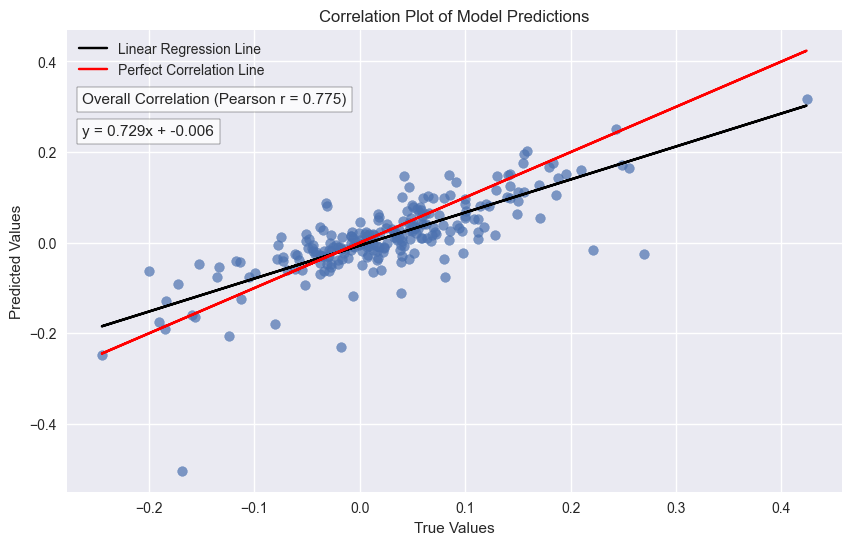 Correlation Plot of Model Predictions
Linear Regression Line
Perfect Correlation Line
Overall Correlation (Pearson r = 0.775)
y = 0.729x + -0.006
Predicted Values
0.4
0.2
0.0
−0.2
−0.4
−0.2 −0.1 0.0 0.1 0.2 0.3 0.4
True Values